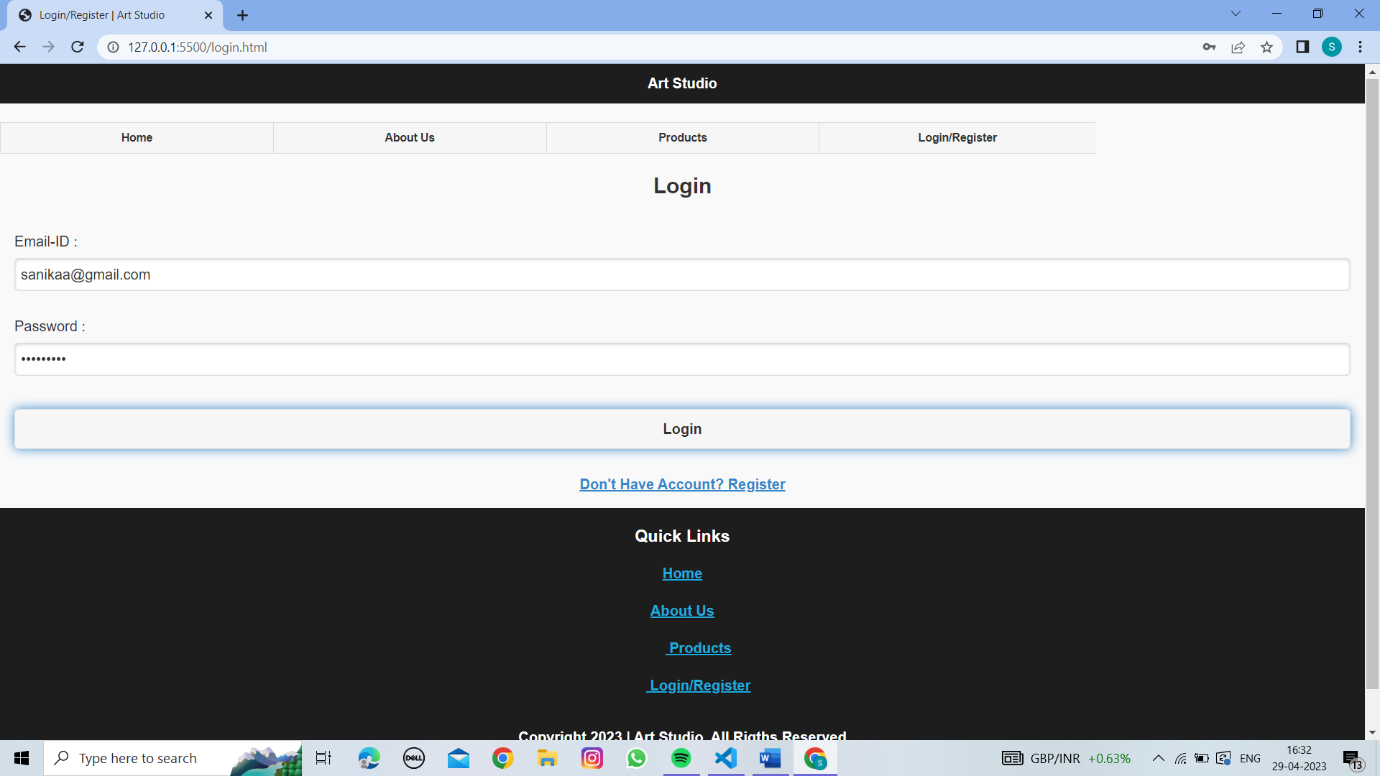 Login/Register | Art Studio
127.0.0.1:5500/login.html
S
Art Studio
Home About Us Products Login/Register
Login
Email-ID :
sanikaa@gmail.com
Password :
•••••••••
Login
Don't Have Account? Register
Quick Links
Home
About Us
Products
Login/Register
Copyright 2023 | Art Studio. All Rigths Reserved
Type here to search
DELL
W
S
GBP/INR +0.63%
ENG
16:32
29-04-2023
13